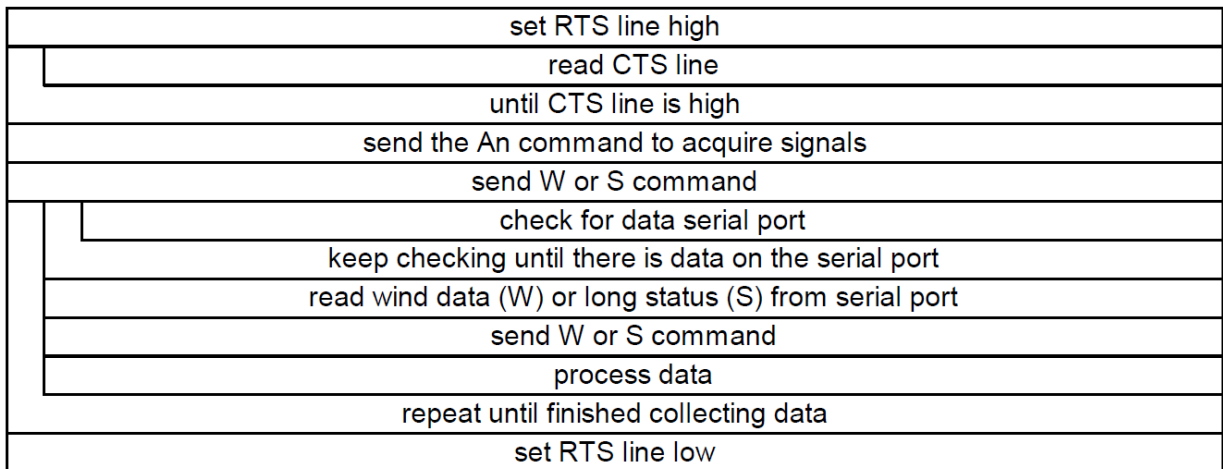 set RTS line high
read CTS line
until CTS line is high
send the An command to acquire signals
send W or S command
check for data serial port
keep checking until there is data on the serial port
read wind data (W) or long status (S) from serial port
send W or S command
process data
repeat until finished collecting data
set RTS line low